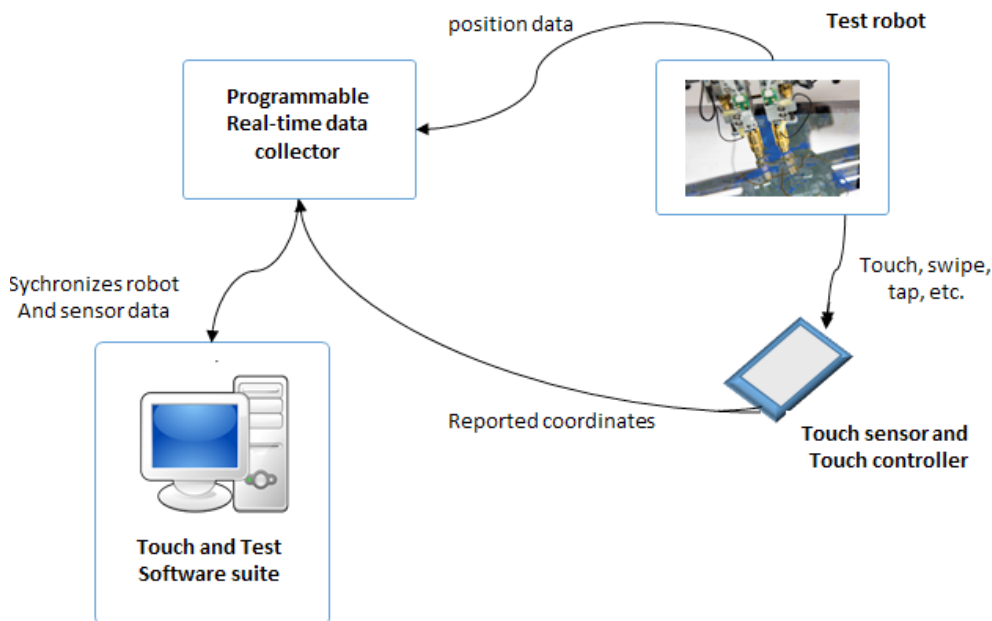 position data
Test robot
Programmable
Real-time data
collector
Sychronizes robot
And sensor data
Touch, swipe,
tap, etc.
Reported coordinates
Touch sensor and
Touch controller
Touch and Test
Software suite